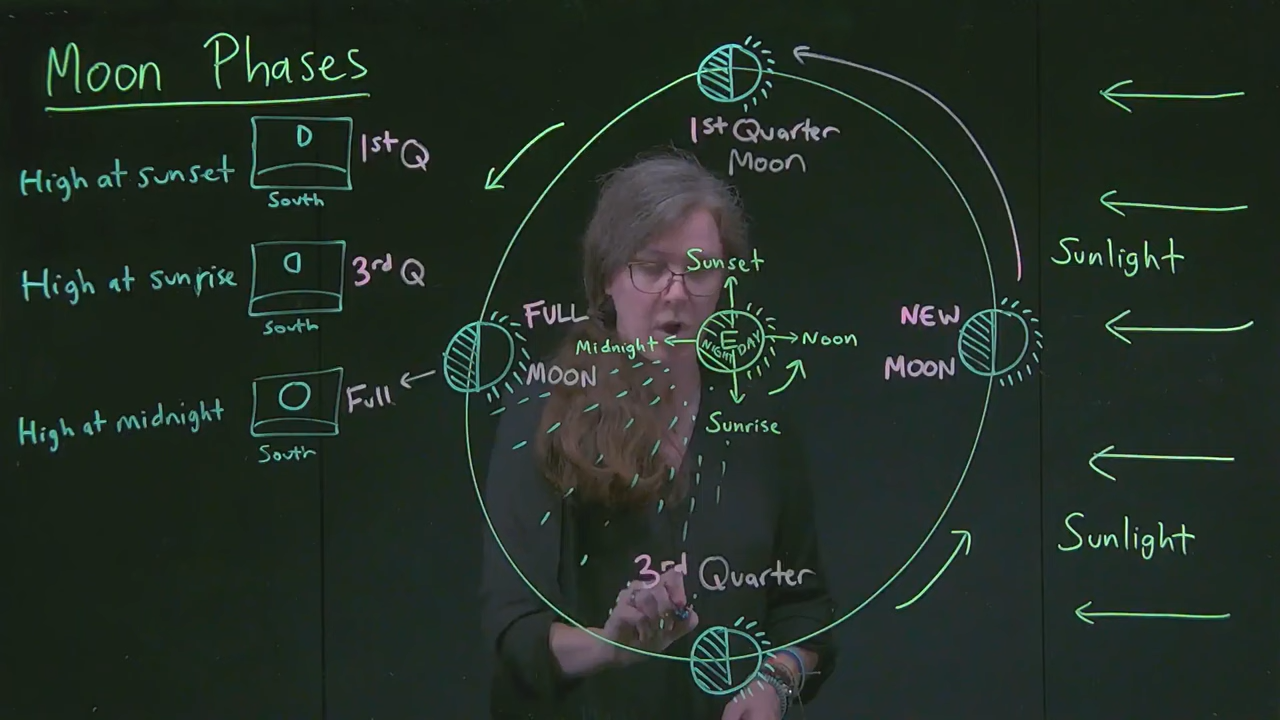 Moon Phases
High at sunset
1st Q
South
High at sunrise
3rd Q
South
High at midnight
Full
South
1st Quarter
Moon
Sunset
FULL
MOON
Midnight
E
NIGHT
DAY
Noon
Sunrise
NEW
MOON
3rd Quarter
Sunlight
Sunlight